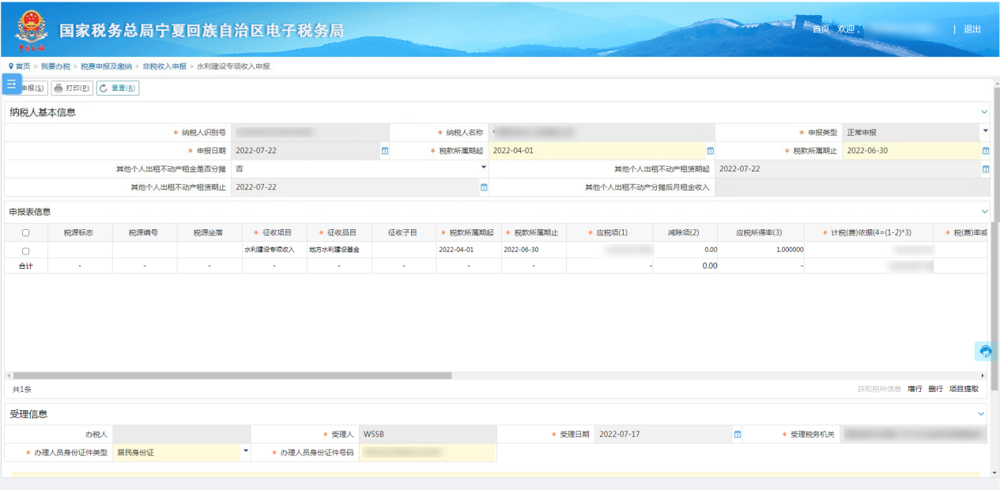 国家税务总局宁夏回族自治区电子税务局
首页 欢迎, | 退出
中国税务
首页 > 我要办税 > 税费申报及缴纳 > 非税收入申报 > 水利建设专项收入申报
申报(S) 打印(P) 重置(R)
纳税人基本信息
* 纳税人识别号 * 纳税人名称 * 申报类型 正常申报
* 申报日期 2022-07-22 * 税款所属期起 2022-04-01 * 税款所属期止 2022-06-30
其他个人出租不动产租金是否分摊 否 其他个人出租不动产租赁期起 2022-07-22
其他个人出租不动产租赁期止 2022-07-22 其他个人出租不动产分摊后月租金收入
申报表信息
税源标志 税源编号 税源坐落 * 征收项目 * 征收品目 征收子目 * 税款所属期起 * 税款所属期止 * 应税项(1) 减除项(2) 应税所得率(3) * 计税(费)依据(4=(1-2)*3) * 税(费)率或
水利建设专项收入 地方水利建设基金 2022-04-01 2022-06-30 0.00 1.000000
合计 - - - - - - - - - 0.00 -
共1条 获取税种信息 增行 删行 项目提取
受理信息
办税人 * 受理人 WSSB * 受理日期 2022-07-17 * 受理税务机关
* 办理人员身份证件类型 居民身份证 * 办理人员身份证件号码